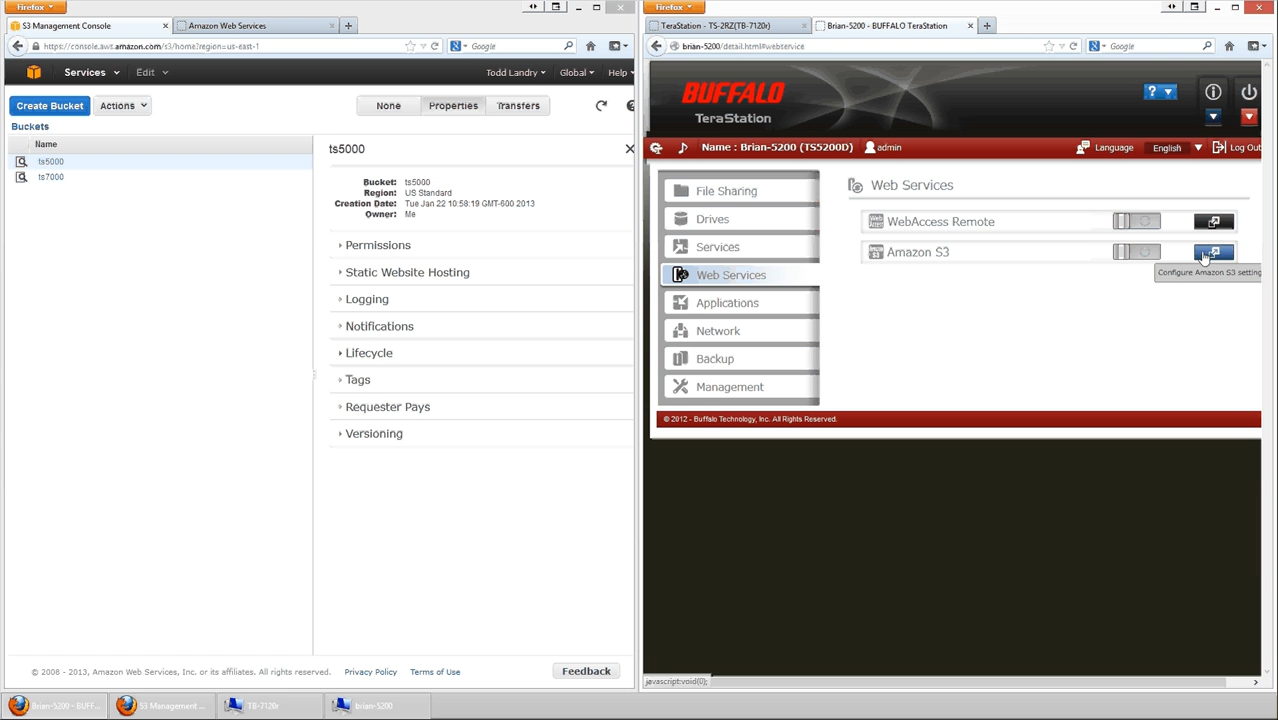 Firefox
S3 Management Console
Amazon Web Services
https://console.aws.amazon.com/s3/home?region=us-east-1
Google
Services
Edit
Todd Landry
Global
Help
Create Bucket
Actions
None
Properties
Transfers
Buckets
Name
ts5000
ts7000
ts5000
Bucket: ts5000
Region: US Standard
Creation Date: Tue Jan 22 10:58:19 GMT-600 2013
Owner: Me
Permissions
Static Website Hosting
Logging
Notifications
Lifecycle
Tags
Requester Pays
Versioning
© 2008 - 2013, Amazon Web Services, Inc. or its affiliates. All rights reserved.
Privacy Policy
Terms of Use
Feedback
Firefox
TeraStation - TS-2RZ(TB-7120r)
Brian-5200 - BUFFALO TeraStation
brian-5200/detail.html#webservice
Google
BUFFALO
TeraStation
Name : Brian-5200 (TS5200D)
admin
Language
English
Log Out
File Sharing
Drives
Services
Web Services
Applications
Network
Backup
Management
Web Services
WebAccess Remote
Amazon S3
Configure Amazon S3 setting
© 2012 - Buffalo Technology, Inc. All Rights Reserved.
javascript:void(0);
Brian-5200 - BUFF...
S3 Management ...
TB-7120r
brian-5200